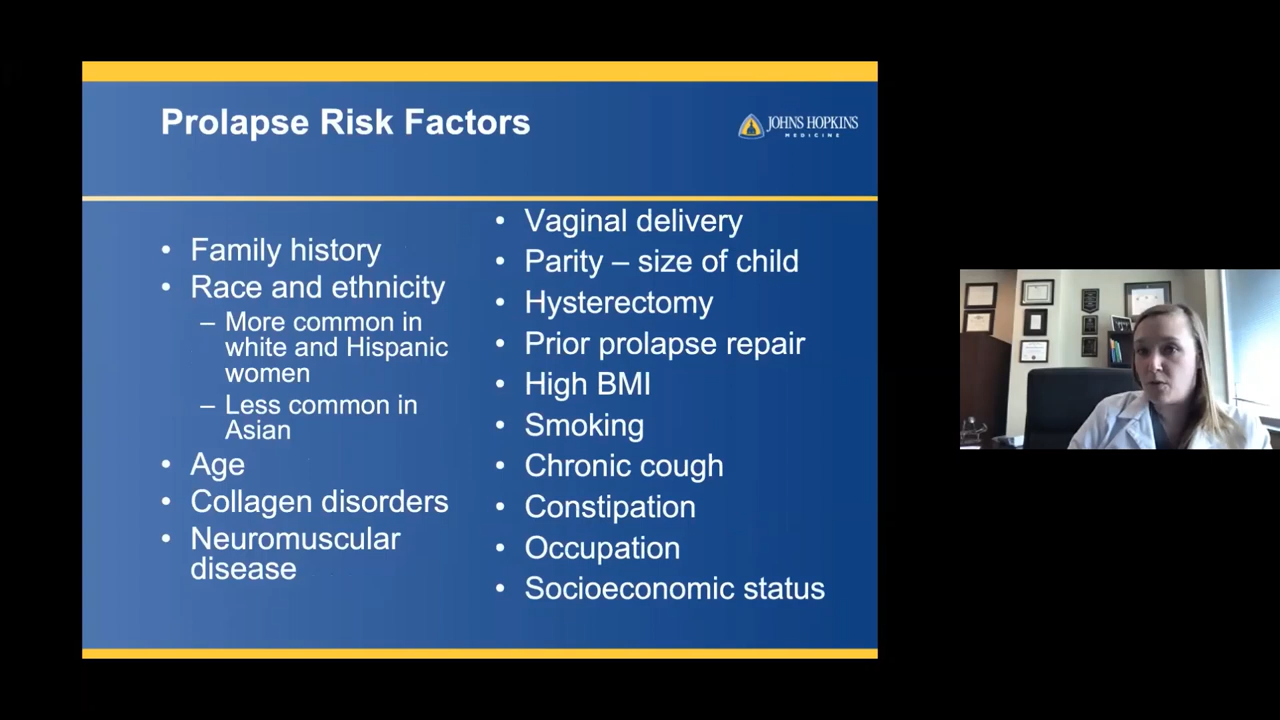 Prolapse Risk Factors
JOHNS HOPKINS
MEDICINE
• Family history
• Race and ethnicity
– More common in
white and Hispanic
women
– Less common in
Asian
• Age
• Collagen disorders
• Neuromuscular
disease
• Vaginal delivery
• Parity – size of child
• Hysterectomy
• Prior prolapse repair
• High BMI
• Smoking
• Chronic cough
• Constipation
• Occupation
• Socioeconomic status